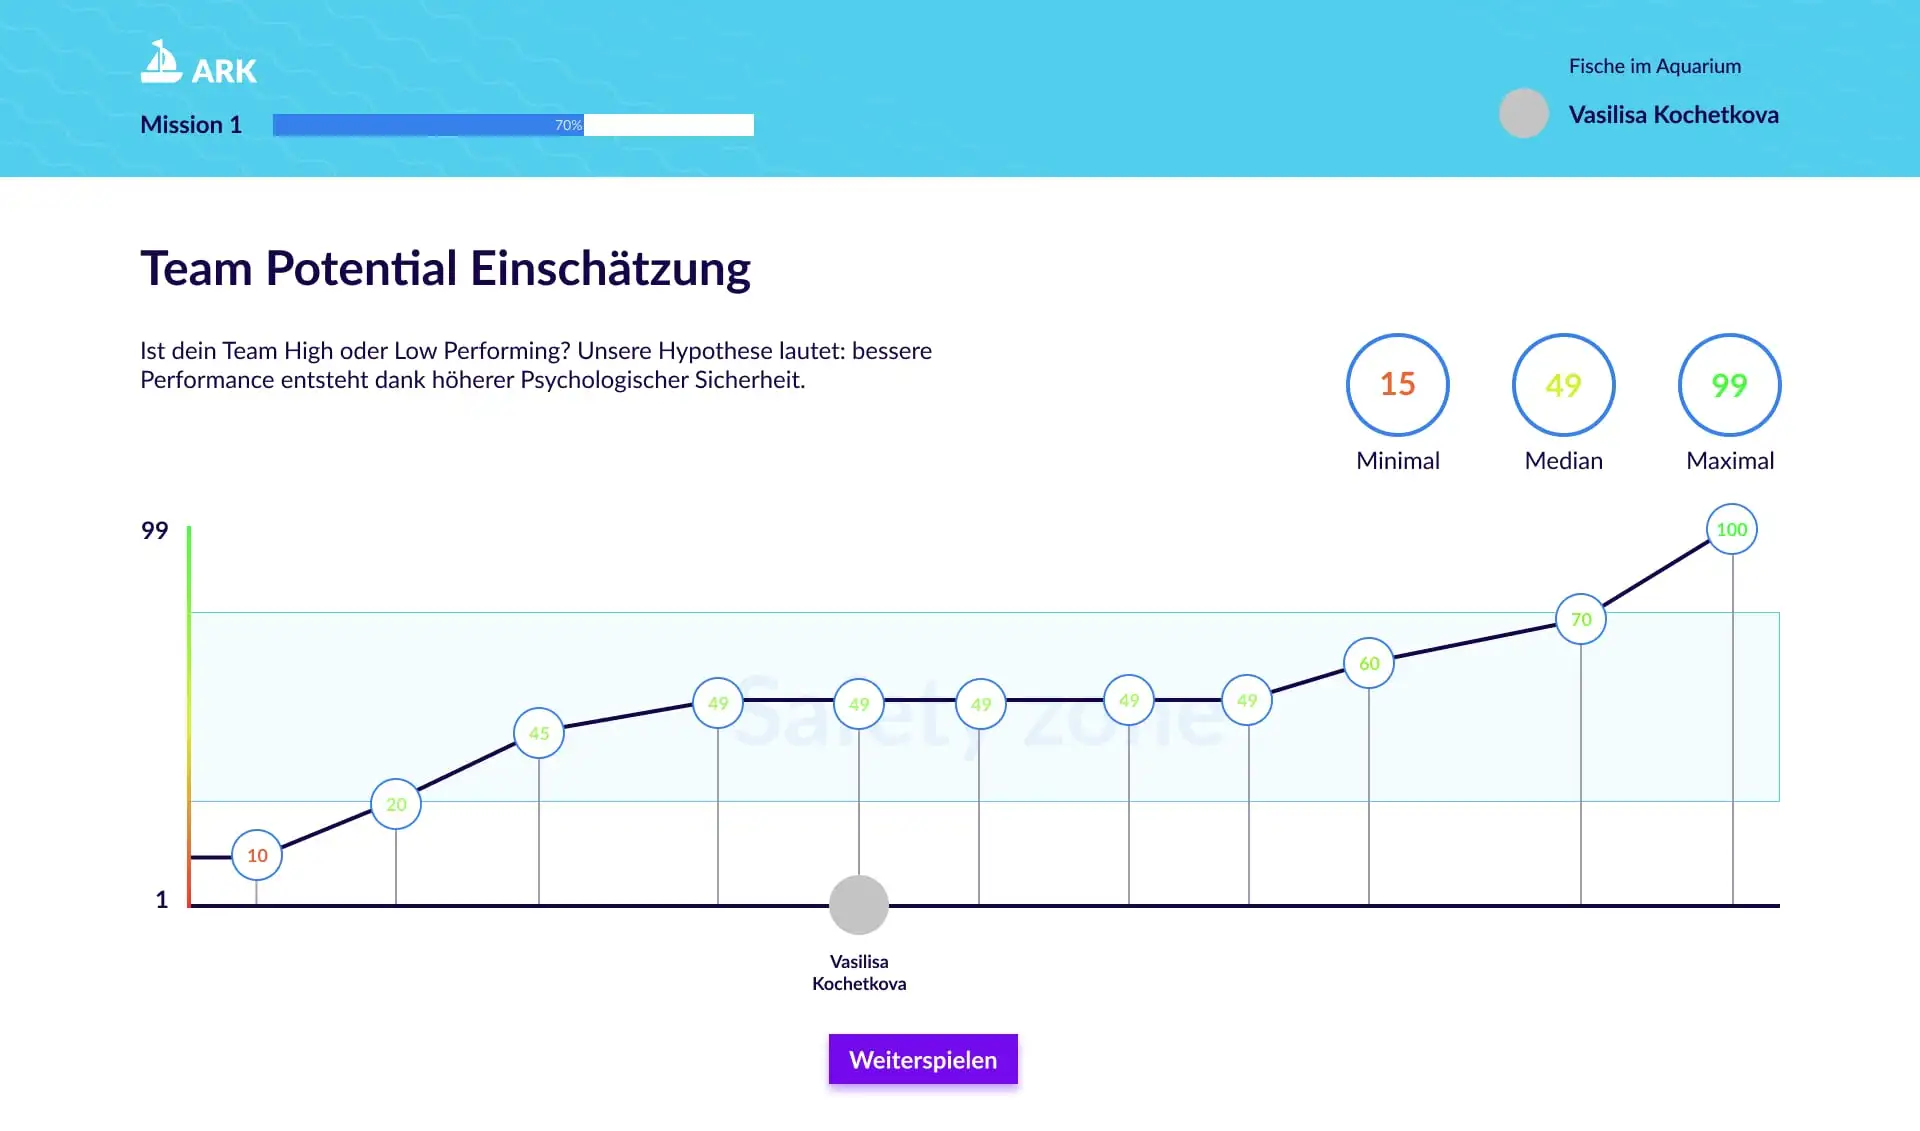 ARK
Mission 1
70%
Fische im Aquarium
Vasilisa Kochetkova
Team Potential Einschätzung
Ist dein Team High oder Low Performing? Unsere Hypothese lautet: bessere
Performance entsteht dank höherer Psychologischer Sicherheit.
15
49
99
Minimal
Median
Maximal
99
1
Safety zone
10
20
45
49
49
49
49
49
60
70
100
Vasilisa
Kochetkova
Weiterspielen